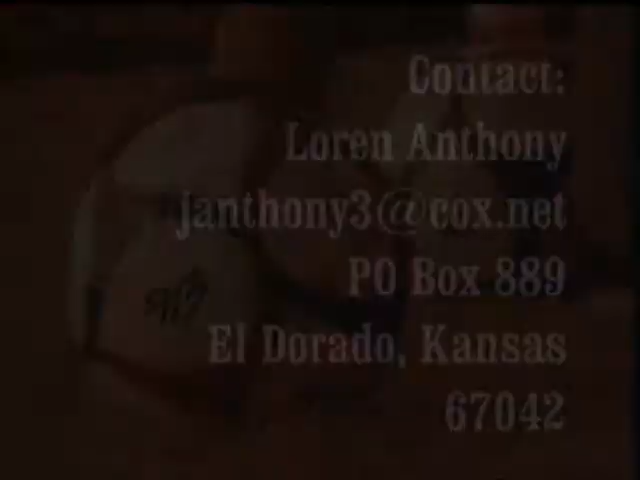 Contact:
Loren Anthony
janthony3@cox.net
PO Box 889
El Dorado, Kansas
67042